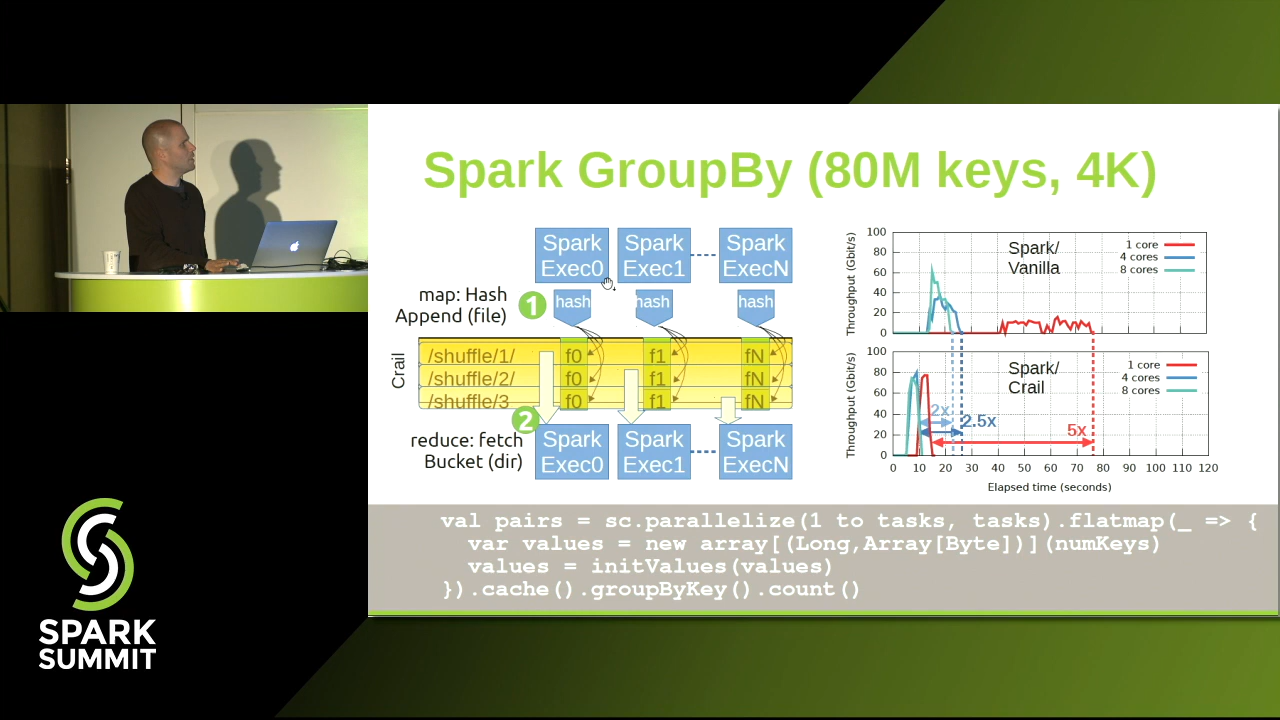 Spark GroupBy (80M keys, 4K)
Spark
Exec0
Spark
Exec1
Spark
ExecN
map: Hash
Append (file)
1
hash
hash
hash
Crail
/shuffle/1/
f0
f1
fN
/shuffle/2/
f0
f1
fN
/shuffle/3
f0
f1
fN
2
reduce: fetch
Bucket (dir)
Spark
Exec0
Spark
Exec1
Spark
ExecN
Throughput (Gbit/s)
100
80
60
40
20
0
Spark/
Vanilla
1 core
4 cores
8 cores
Throughput (Gbit/s)
100
80
60
40
20
0
Spark/
Crail
1 core
4 cores
8 cores
2x
2.5x
5x
0 10 20 30 40 50 60 70 80 90 100 110 120
Elapsed time (seconds)
val pairs = sc.parallelize(1 to tasks, tasks).flatmap(_ => {
var values = new array[(Long,Array[Byte])](numKeys)
values = initValues(values)
}).cache().groupByKey().count()
SPARK
SUMMIT